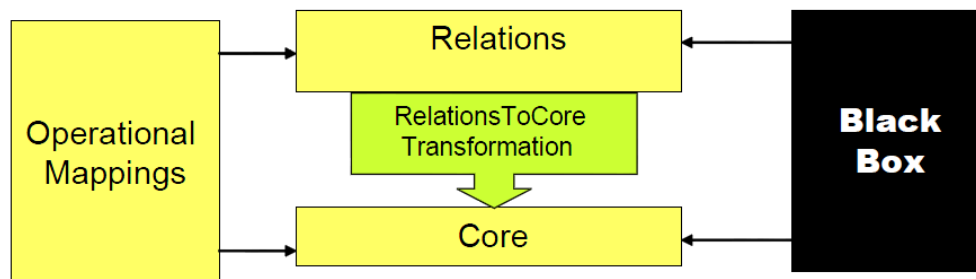 Relations
RelationsToCore
Transformation
Operational
Mappings
Black
Box
Core